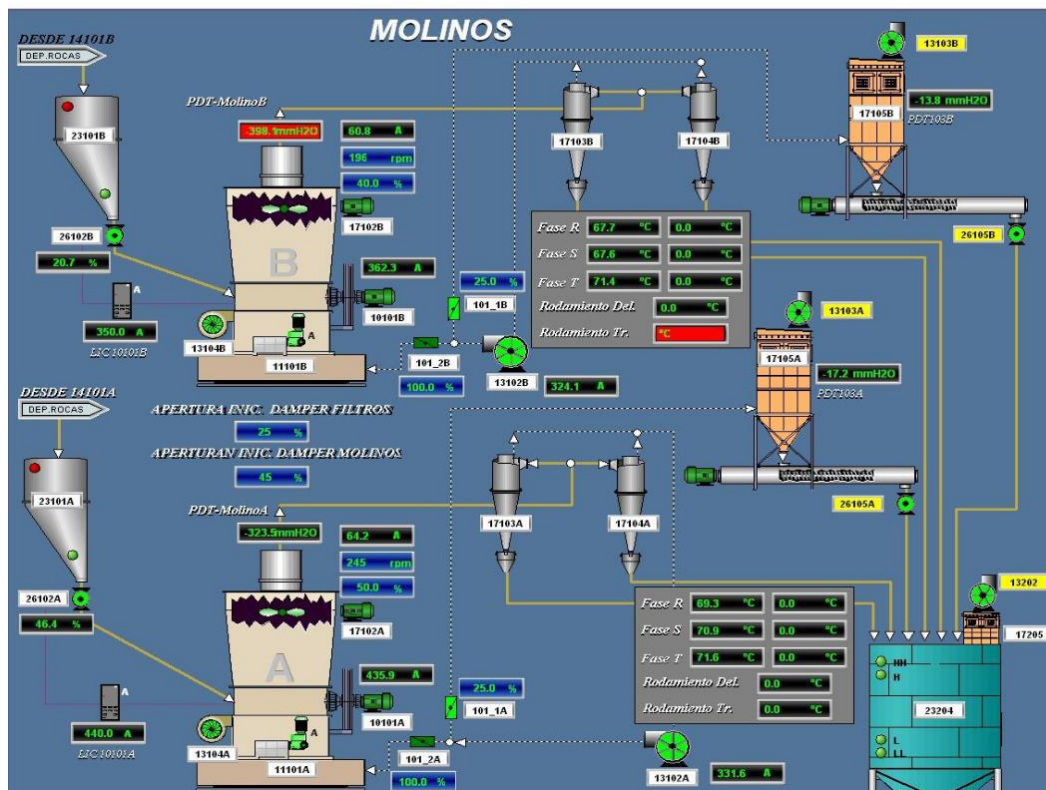 MOLINOS
DESDE 14101B
DEP.ROCAS
13103B
PDT-MolinoB
-398.1mmH2O
60.8 A
-13.8 mmH2O
17105B
PDT103B
23101B
196 rpm
17103B
17104B
40.0 %
17102B
26102B
Fase R 67.7 °C 0.0 °C
26105B
20.7 %
B
Fase S 67.6 °C 0.0 °C
362.3 A
25.0 %
Fase T 71.4 °C 0.0 °C
A
101_1B
Rodamiento Del. 0.0 °C
13103A
350.0 A
10101B
Rodamiento Tr. °C
LIC 10101B
13104B
A
17105A
11101B
101_2B
-17.2 mmH2O
100.0 %
13102B
324.1 A
PDT103A
DESDE 14101A
DEP.ROCAS
APERTURA INIC. DAMPER FILTROS
25 %
APERTURAN INIC. DAMPER MOLINOS
45 %
23101A
26105A
PDT-MolinoA
17103A
17104A
-323.5mmH2O
64.2 A
245 rpm
13202
50.0 %
26102A
Fase R 69.3 °C 0.0 °C
46.4 %
17102A
Fase S 70.9 °C 0.0 °C
17205
Fase T 71.6 °C 0.0 °C
HH
H
A
435.9 A
25.0 %
Rodamiento Del. 0.0 °C
A
10101A
101_1A
Rodamiento Tr. 0.0 °C
23204
440.0 A
A
L
LIC 10101A
13104A
LL
11101A
101_2A
100.0 %
13102A
331.6 A